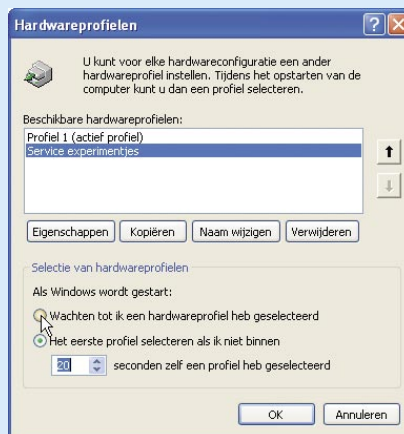 Hardwareprofielen
U kunt voor elke hardwareconfiguratie een ander
hardwareprofiel instellen. Tijdens het opstarten van de
computer kunt u dan een profiel selecteren.
Beschikbare hardwareprofielen:
Profiel 1 (actief profiel)
Service experimentjes
Eigenschappen Kopiëren Naam wijzigen Verwijderen
Selectie van hardwareprofielen
Als Windows wordt gestart:
Wachten tot ik een hardwareprofiel heb geselecteerd
Het eerste profiel selecteren als ik niet binnen
20 seconden zelf een profiel heb geselecteerd
OK Annuleren